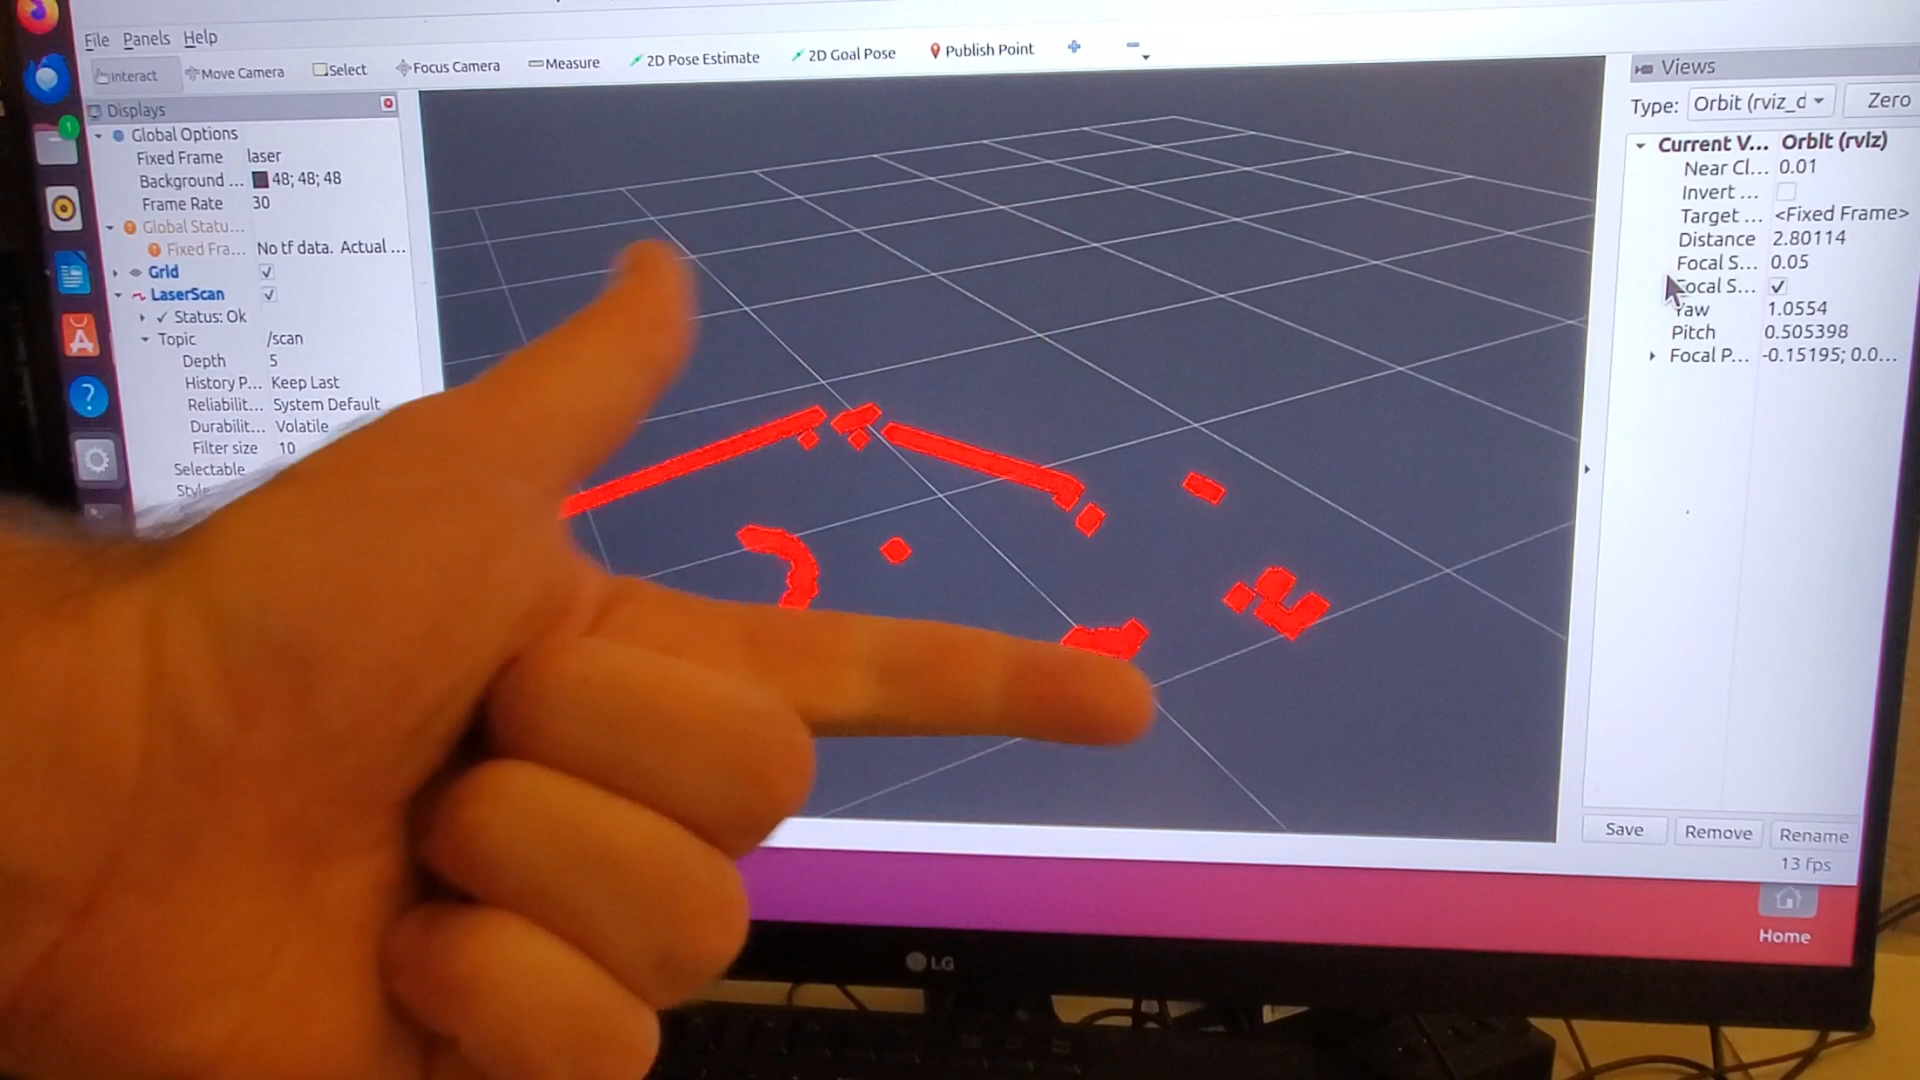 File Panels Help
Interact Move Camera Select Focus Camera Measure 2D Pose Estimate 2D Goal Pose Publish Point
Displays
Global Options
Fixed Frame laser
Background ... 48; 48; 48
Frame Rate 30
Global Statu...
Fixed Fra... No tf data. Actual ...
Grid
LaserScan
Status: Ok
Topic /scan
Depth 5
History P... Keep Last
Reliabilit... System Default
Durabilit... Volatile
Filter size 10
Selectable
Style
Views
Type: Orbit (rviz_d Zero
Current V... Orbit (rviz)
Near Cl... 0.01
Invert ...
Target ... <Fixed Frame>
Distance 2.80114
Focal S... 0.05
Focal S...
Yaw 1.0554
Pitch 0.505398
Focal P... -0.15195; 0.0...
Save Remove Rename
13 fps
Home
LG
1
?